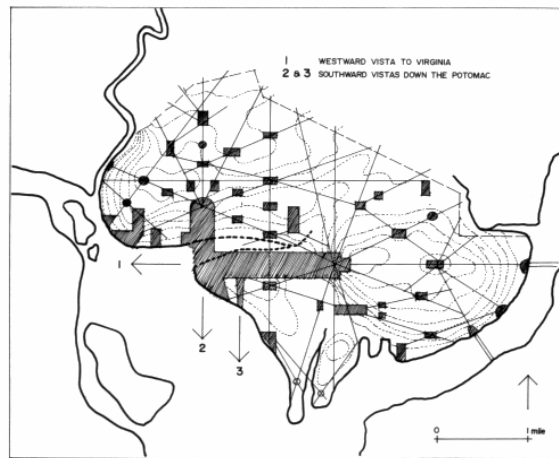 1 WESTWARD VISTA TO VIRGINIA
2 & 3 SOUTHWARD VISTAS DOWN THE POTOMAC
1
2
3
0 1 mile